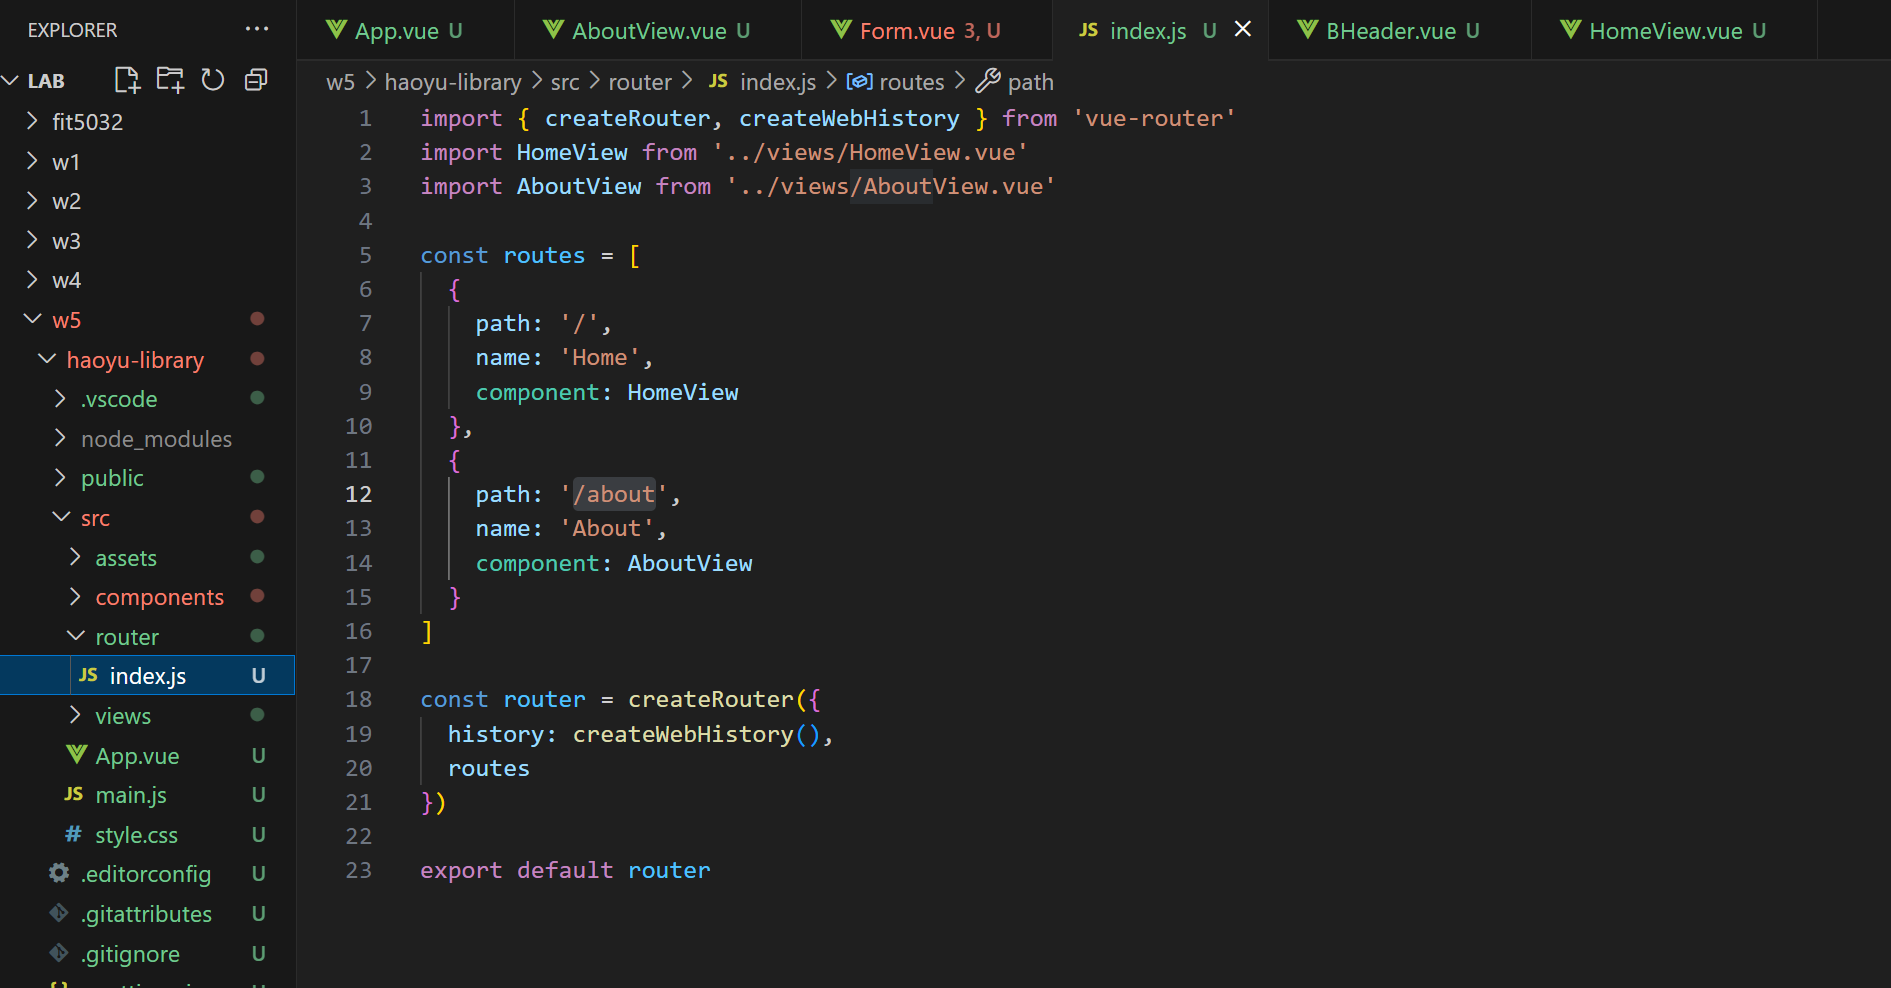 EXPLORER
LAB
fit5032
w1
w2
w3
w4
w5
haoyu-library
.vscode
node_modules
public
src
assets
components
router
JS index.js U
views
App.vue U
JS main.js U
# style.css U
.editorconfig U
.gitattributes U
.gitignore U
App.vue U
AboutView.vue U
Form.vue 3, U
JS index.js U
BHeader.vue U
HomeView.vue U
w5 > haoyu-library > src > router > JS index.js > routes > path
1 import { createRouter, createWebHistory } from 'vue-router'
2 import HomeView from '../views/HomeView.vue'
3 import AboutView from '../views/AboutView.vue'
4
5 const routes = [
6 {
7 path: '/',
8 name: 'Home',
9 component: HomeView
10 },
11 {
12 path: '/about',
13 name: 'About',
14 component: AboutView
15 }
16 ]
17
18 const router = createRouter({
19 history: createWebHistory(),
20 routes
21 })
22
23 export default router